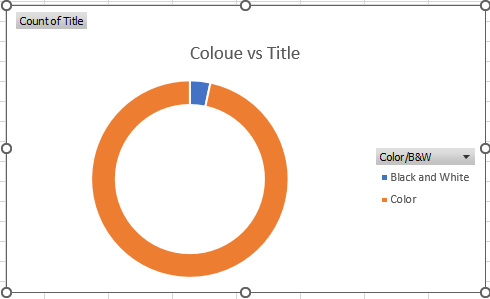 Count of Title
Coloue vs Title
Color/B&W
Black and White
Color